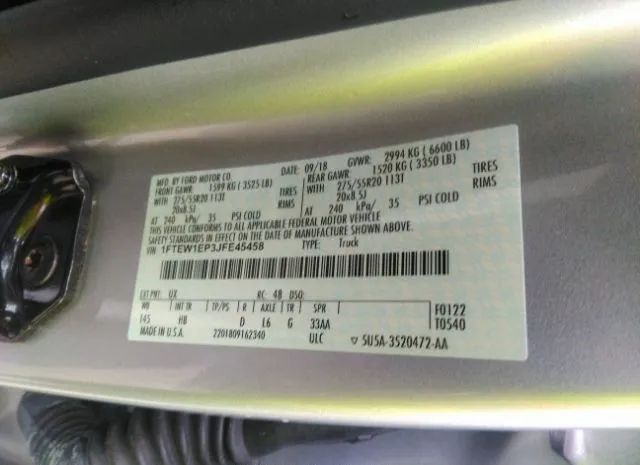 MFD. BY FORD MOTOR CO.
DATE: 09/18 GVWR: 2994 KG ( 6600 LB)
FRONT GAWR: 1599 KG ( 3525 LB) REAR GAWR: 1520 KG ( 3350 LB)
WITH 275/55R20 113T TIRES WITH 275/55R20 113T TIRES
20x8.5J RIMS 20x8.5J RIMS
AT 240 kPa/ 35 PSI COLD AT 240 kPa/ 35 PSI COLD
THIS VEHICLE CONFORMS TO ALL APPLICABLE FEDERAL MOTOR VEHICLE
SAFETY AND THEFT PREVENTION STANDARDS IN EFFECT ON THE DATE OF MANUFACTURE SHOWN ABOVE.
VIN 1FTEW1EP3JFE45458 TYPE: Truck
EXT PNT: UX RC: 48 DSO:
WB TP/PS R AXLE TR SPR
145 HB D L6 G 33AA
MADE IN U.S.A. 2201809162340 ULC
F0122
T0540
5U5A-3520472-AA